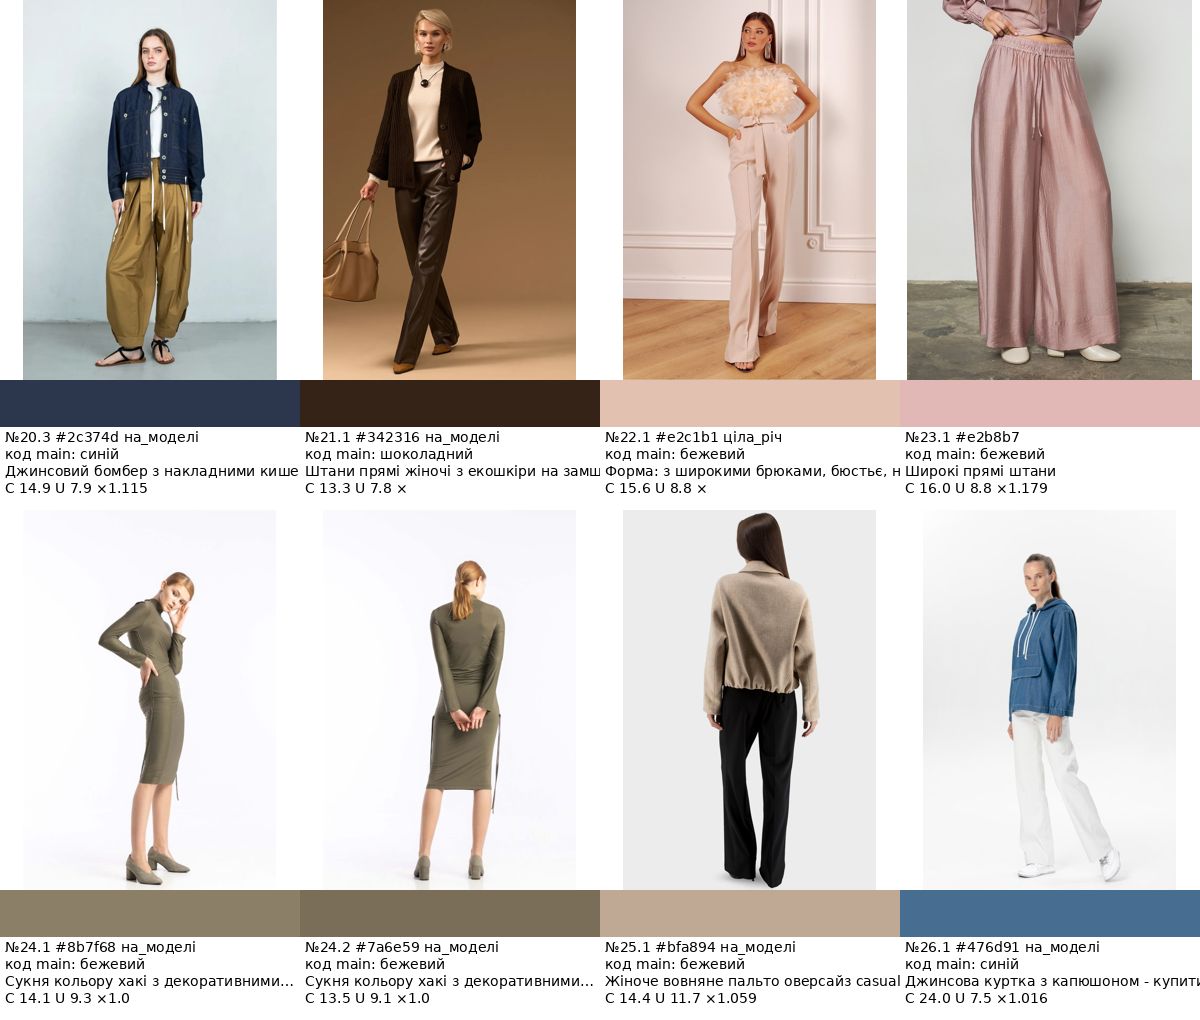 №20.3 #2c374d на_моделі
код main: синій
Джинсовий бомбер з накладними кише
C 14.9 U 7.9 ×1.115
№21.1 #342316 на_моделі
код main: шоколадний
Штани прямі жіночі з екошкіри на замш
C 13.3 U 7.8 ×
№22.1 #e2c1b1 ціла_річ
код main: бежевий
Форма: з широкими брюками, бюстьє, н
C 15.6 U 8.8 ×
№23.1 #e2b8b7
код main: бежевий
Широкі прямі штани
C 16.0 U 8.8 ×1.179
№24.1 #8b7f68 на_моделі
код main: бежевий
Сукня кольору хакі з декоративними...
C 14.1 U 9.3 ×1.0
№24.2 #7a6e59 на_моделі
код main: бежевий
Сукня кольору хакі з декоративними...
C 13.5 U 9.1 ×1.0
№25.1 #bfa894 на_моделі
код main: бежевий
Жіноче вовняне пальто оверсайз casual
C 14.4 U 11.7 ×1.059
№26.1 #476d91 на_моделі
код main: синій
Джинсова куртка з капюшоном - купити
C 24.0 U 7.5 ×1.016